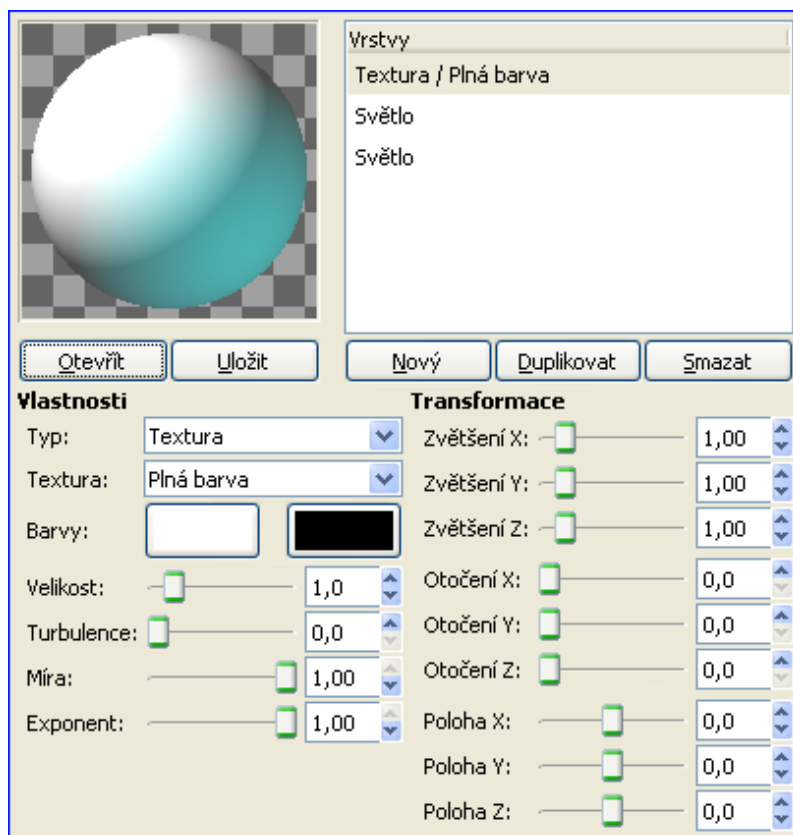 Vrstvy
Textura / Plná barva
Světlo
Světlo
Otevřít
Uložit
Nový
Duplikovat
Smazat
Vlastnosti
Typ: Textura
Textura: Plná barva
Barvy:
Velikost: 1,0
Turbulence: 0,0
Míra: 1,00
Exponent: 1,00
Transformace
Zvětšení X: 1,00
Zvětšení Y: 1,00
Zvětšení Z: 1,00
Otočení X: 0,0
Otočení Y: 0,0
Otočení Z: 0,0
Poloha X: 0,0
Poloha Y: 0,0
Poloha Z: 0,0